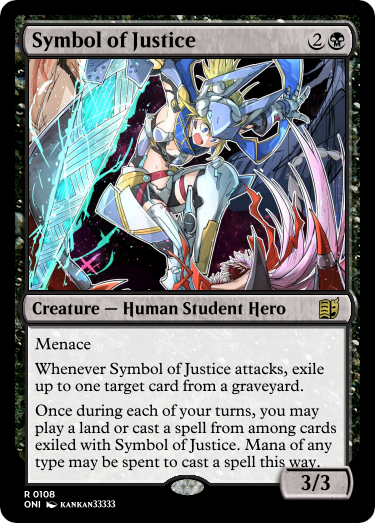 Symbol of Justice 2
Creature — Human Student Hero
Menace
Whenever Symbol of Justice attacks, exile
up to one target card from a graveyard.
Once during each of your turns, you may
play a land or cast a spell from among cards
exiled with Symbol of Justice. Mana of any
type may be spent to cast a spell this way.
3/3
R 0108
ONI KANKAN33333